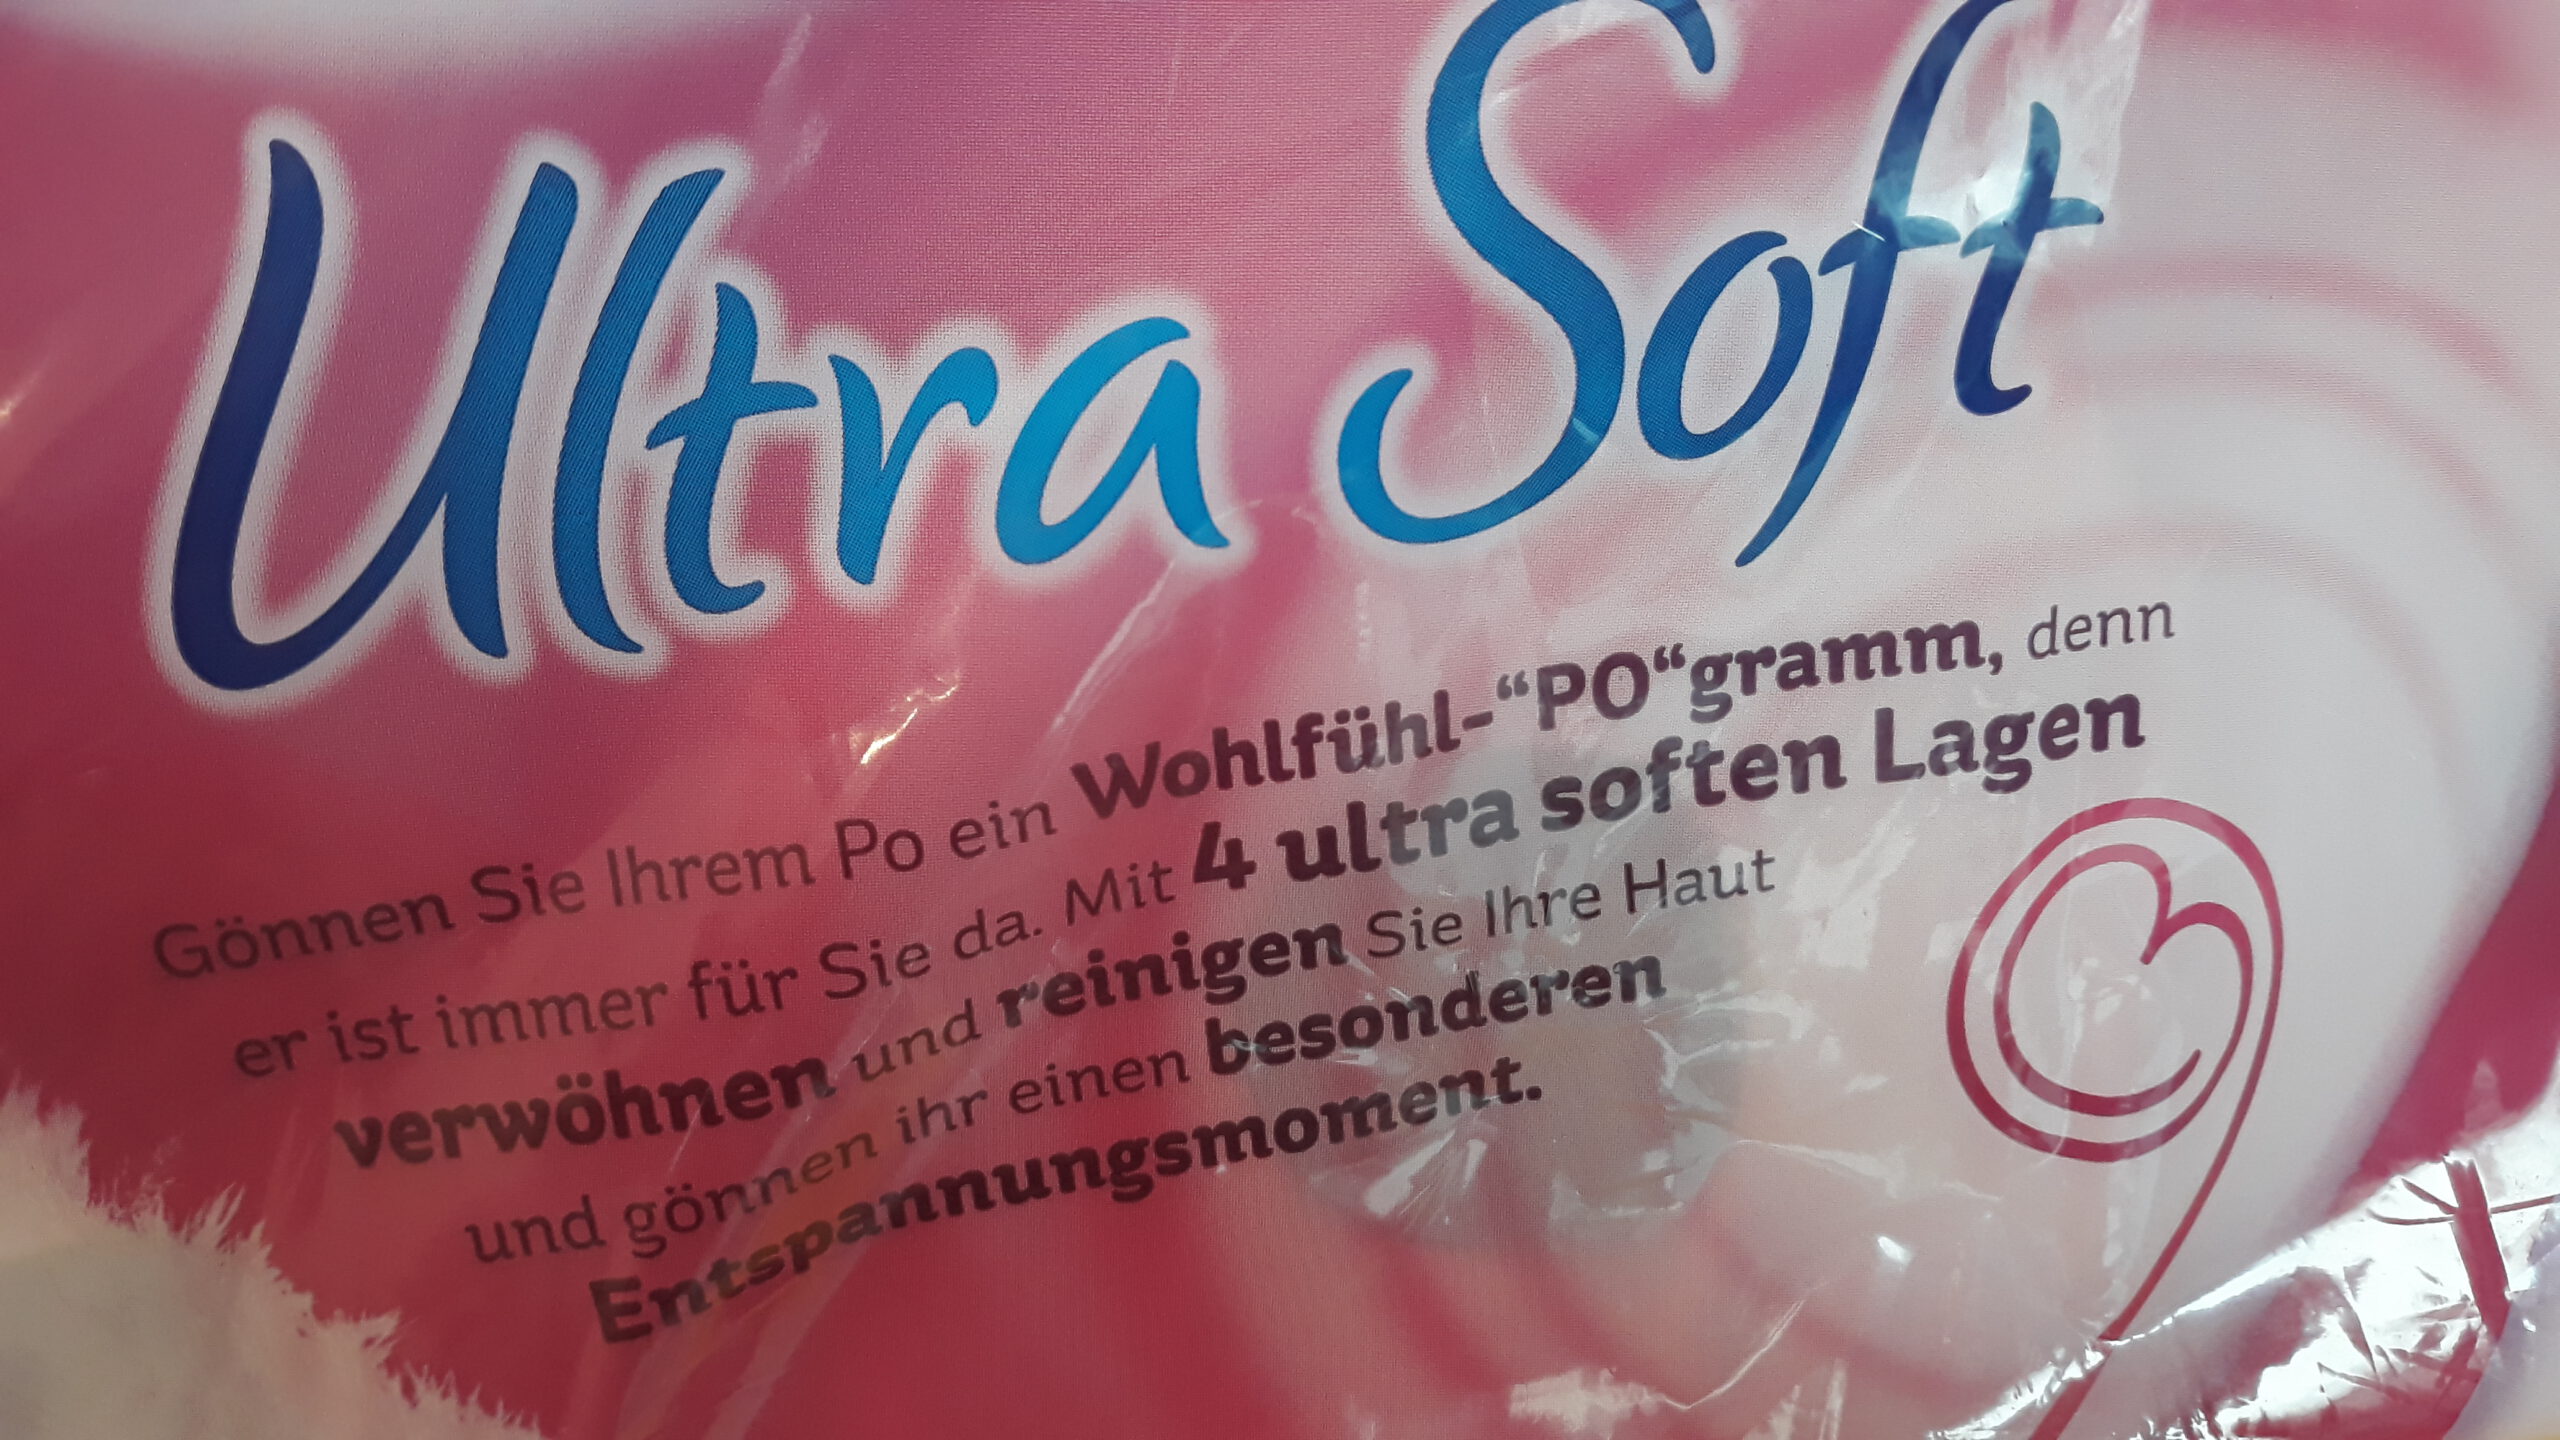 Ultra Soft
Gönnen Sie Ihrem Po ein Wohlfühl-“PO“gramm, denn
er ist immer für Sie da. Mit 4 ultra soften Lagen
verwöhnen und reinigen Sie Ihre Haut
und gönnen ihr einen besonderen
Entspannungsmoment.